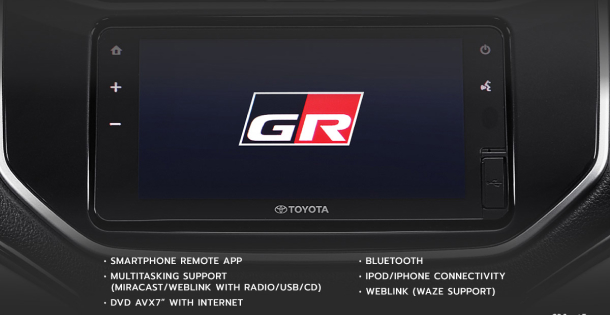 GR
TOYOTA
• SMARTPHONE REMOTE APP
• MULTITASKING SUPPORT
(MIRACAST/WEBLINK WITH RADIO/USB/CD)
• DVD AVX7" WITH INTERNET
• BLUETOOTH
• IPOD/IPHONE CONNECTIVITY
• WEBLINK (WAZE SUPPORT)